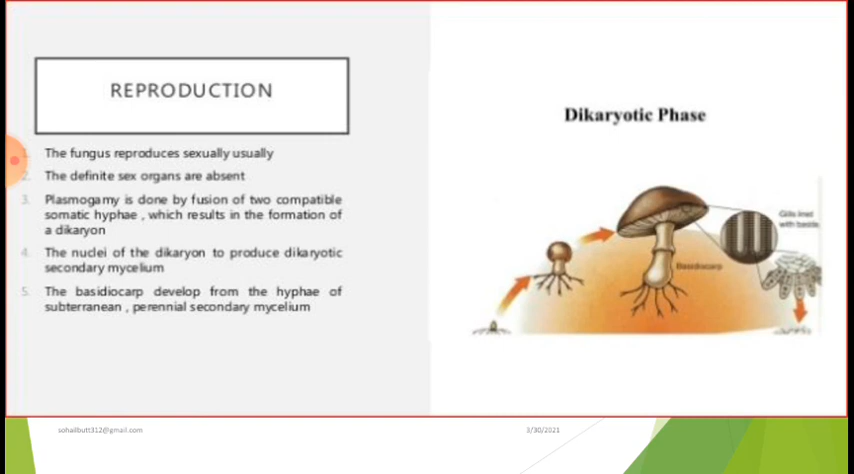 REPRODUCTION
1. The fungus reproduces sexually usually
2. The definite sex organs are absent
3. Plasmogamy is done by fusion of two compatible
somatic hyphae , which results in the formation of
a dikaryon
4. The nuclei of the dikaryon to produce dikaryotic
secondary mycelium
5. The basidiocarp develop from the hyphae of
subterranean , perennial secondary mycelium
Dikaryotic Phase
Gills lined
with basidia
Basidiocarp
sohailbutt312@gmail.com
3/30/2021